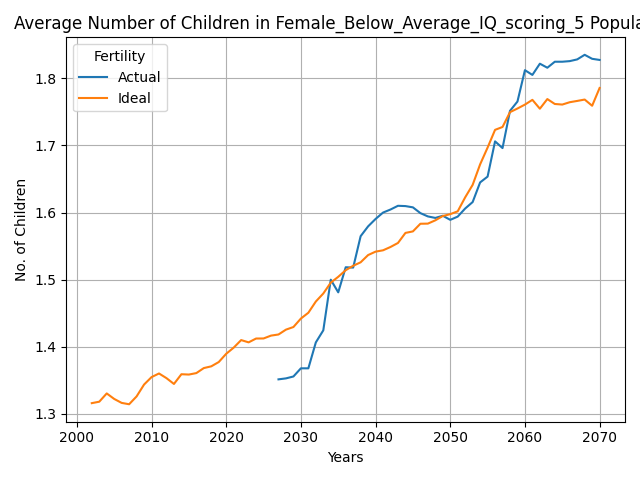 Average Number of Children in Female_Below_Average_IQ_scoring_5 Popula
Fertility
Actual
Ideal
No. of Children
1.8
1.7
1.6
1.5
1.4
1.3
2000 2010 2020 2030 2040 2050 2060 2070
Years